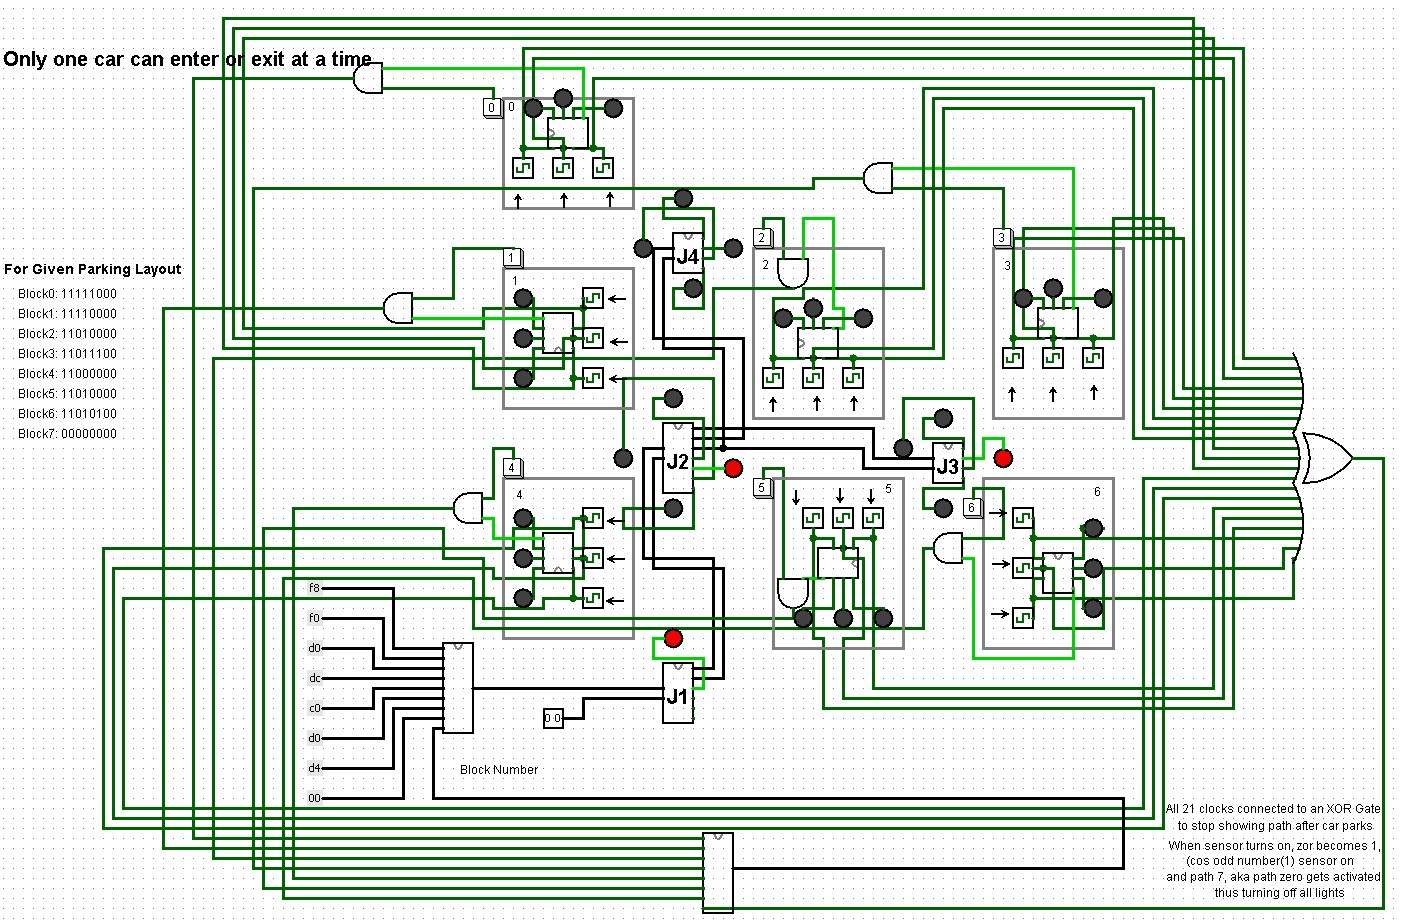 Only one car can enter or exit at a time
0
0
3
2
2
3
J4
For Given Parking Layout
1
1
Block0: 11111000
Block1: 11110000
Block2: 11010000
Block3: 11011100
Block4: 11000000
Block5: 11010000
Block6: 11010100
Block7: 00000000
J2
J3
4
4
5
5
6
6
f8
f0
d0
dc
c0
d0
d4
00
J1
0 0
Block Number
All 21 clocks connected to an XOR Gate
to stop showing path after car parks
When sensor turns on, zor becomes 1,
(cos odd number(1) sensor on
and path 7, aka path zero gets activated
thus turning off all lights